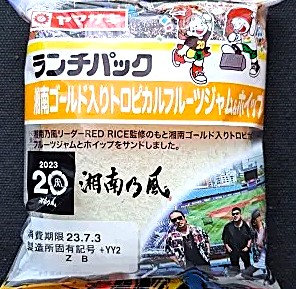 ヤマザキ
ランチパック
湘南ゴールド入りトロピカルフルーツジャム&ホイップ
湘南乃風リーダーRED RICE監修のもと湘南ゴールド入りトロピカル
フルーツジャムとホイップをサンドしました。
2023
20
湘南乃風
消費期限23.7.3
製造所固有記号+YY2
Z B